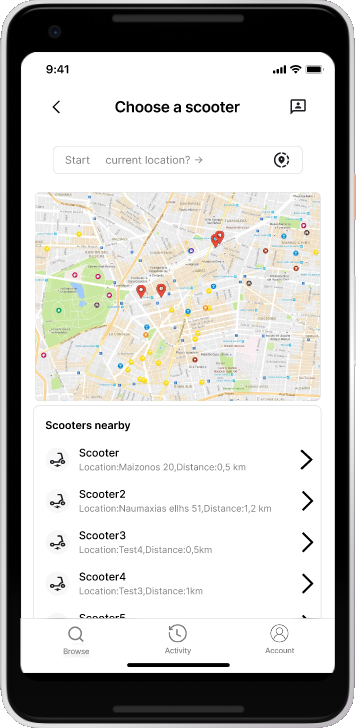 9:41
Choose a scooter
Start current location? →
Scooters nearby
Scooter
Location:Maizonos 20,Distance:0,5 km
Scooter2
Location:Naumaxias ellhs 51,Distance:1,2 km
Scooter3
Location:Test4,Distance:0,5km
Scooter4
Location:Test3,Distance:1km
Scooter5
Browse
Activity
Account